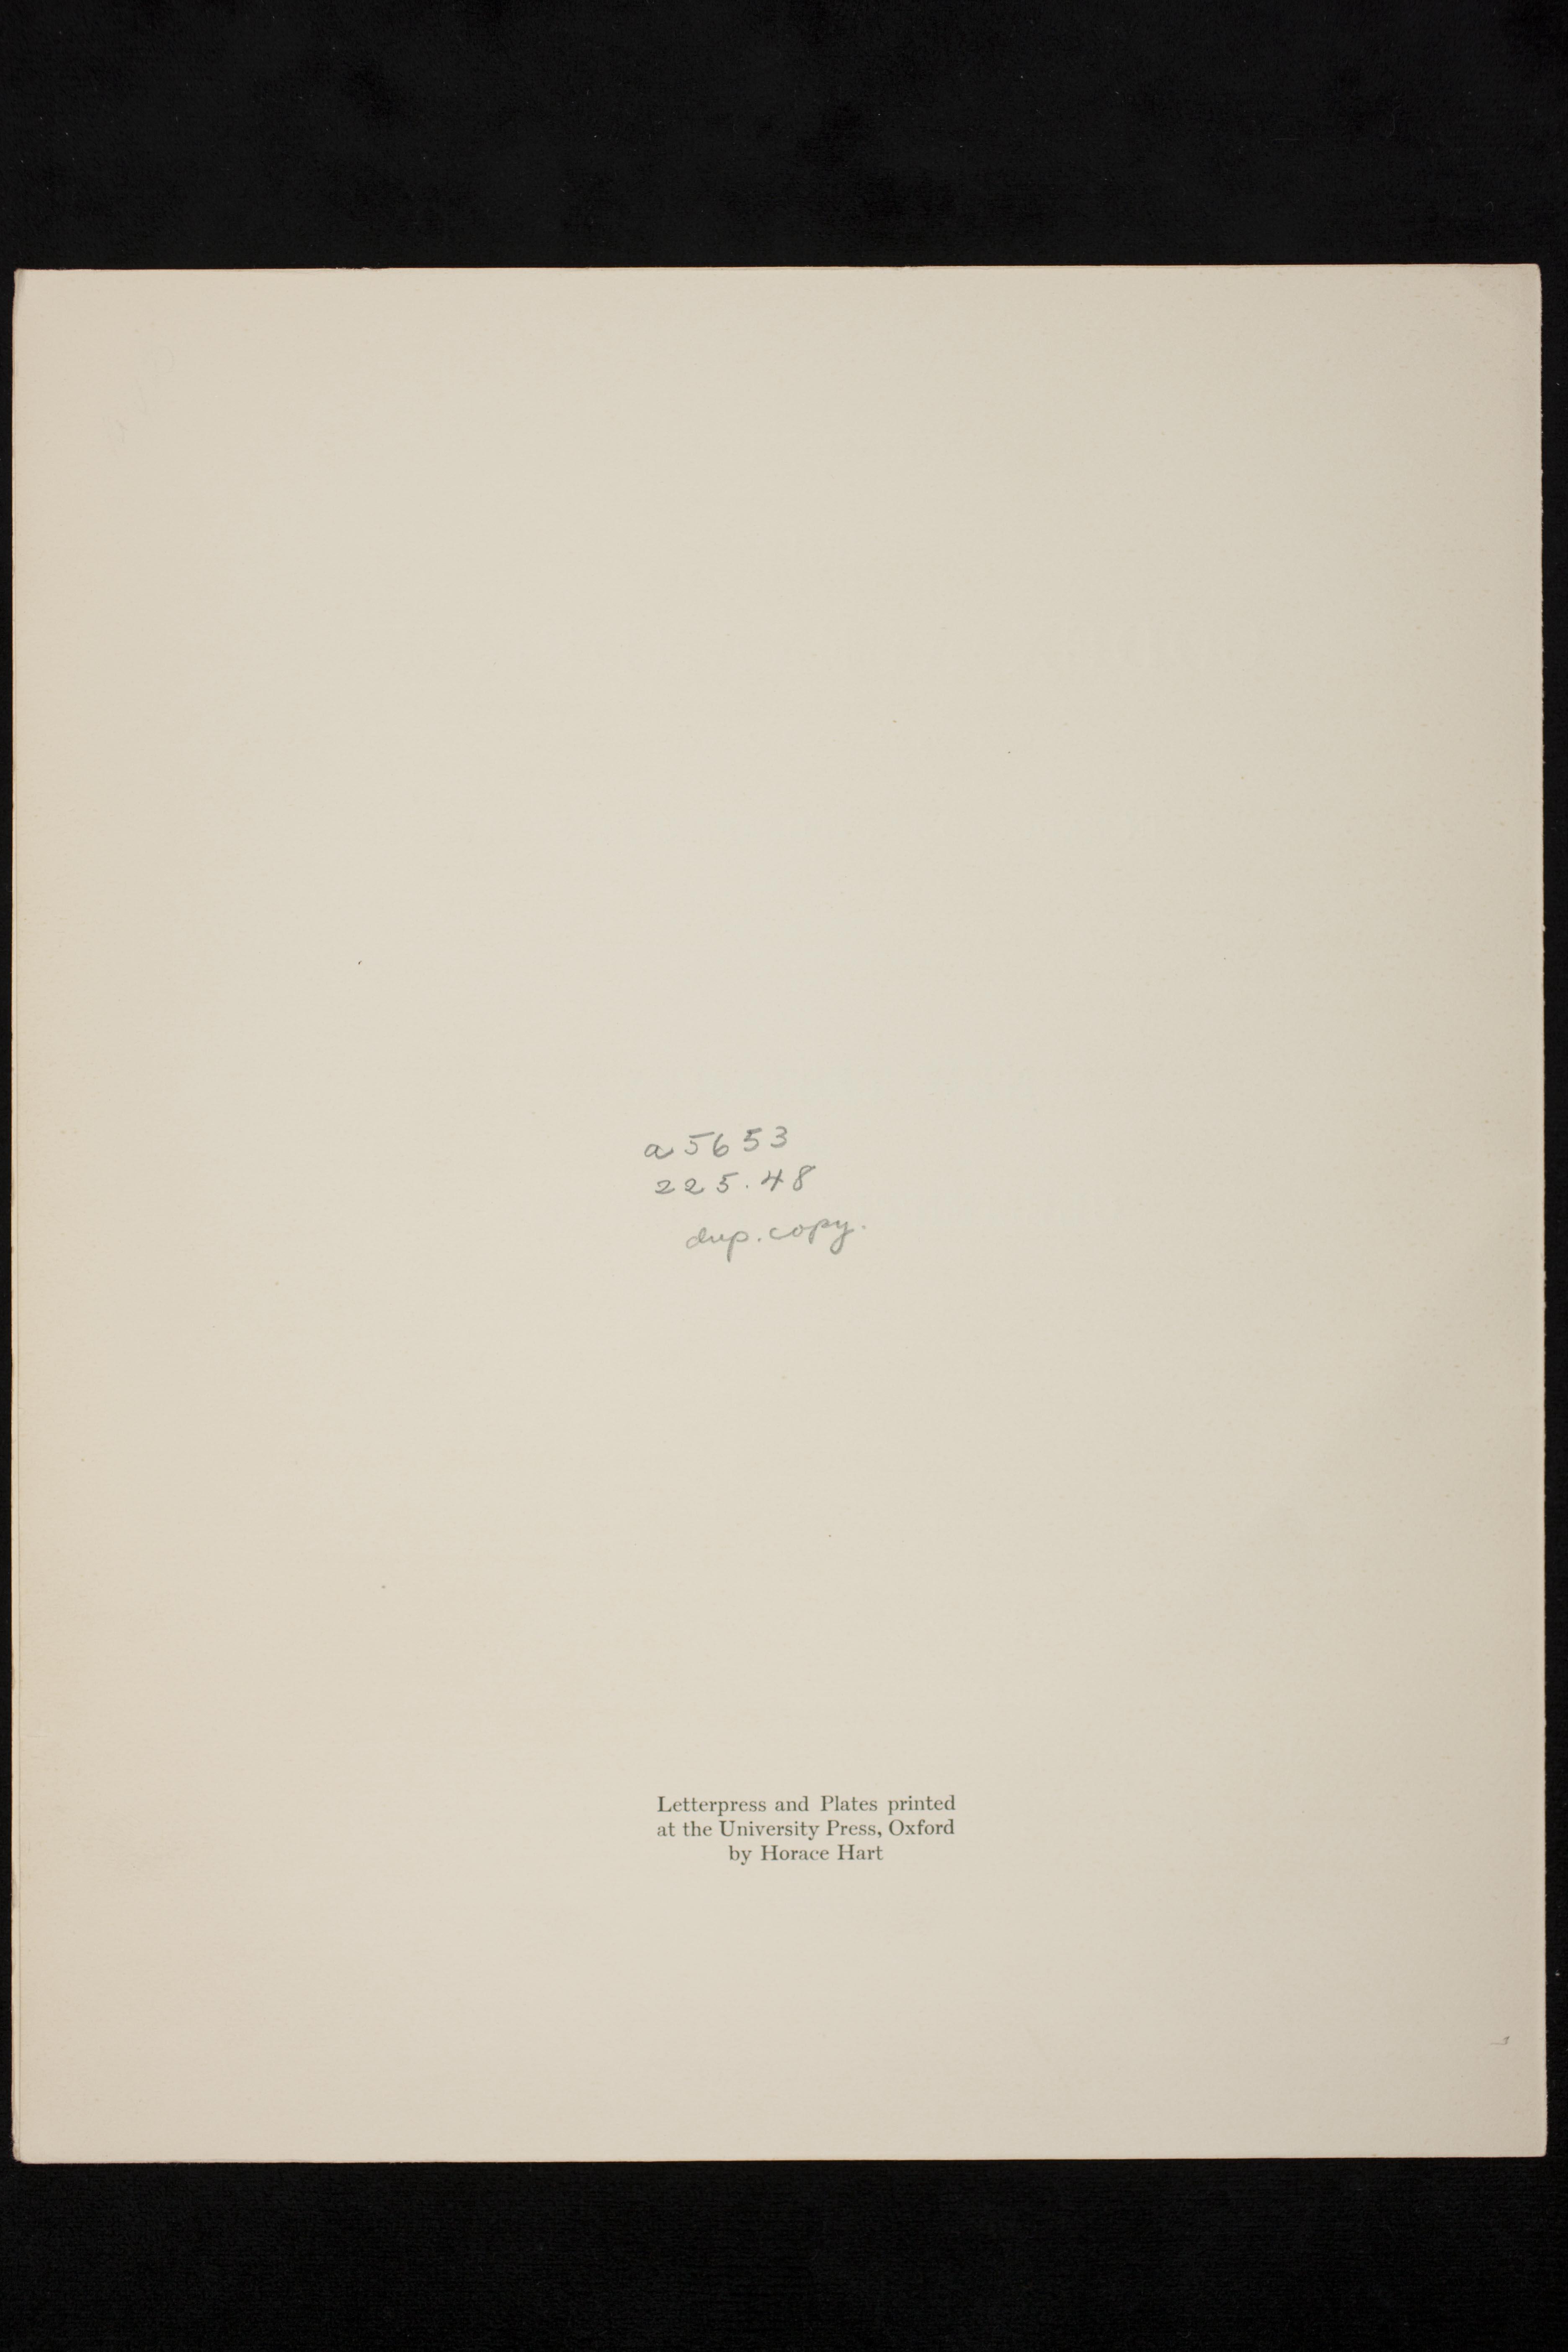 a5653
225.48
dup. copy.
Letterpress and Plates printed
at the University Press, Oxford
by Horace Hart